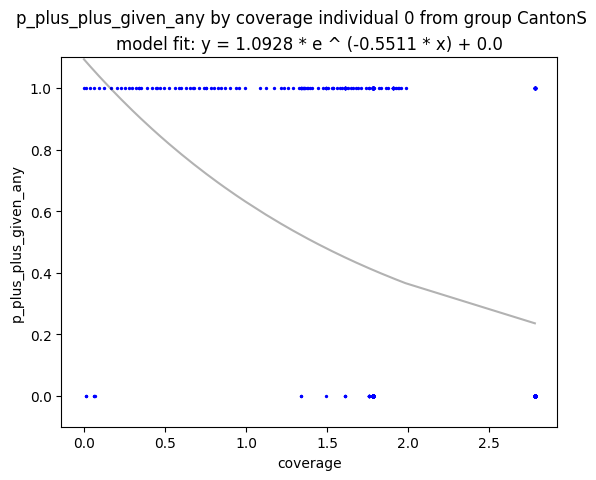 p_plus_plus_given_any by coverage individual 0 from group CantonS
model fit: y = 1.0928 * e ^ (-0.5511 * x) + 0.0
1.0
0.8
0.6
0.4
0.2
0.0
p_plus_plus_given_any
0.0 0.5 1.0 1.5 2.0 2.5
coverage